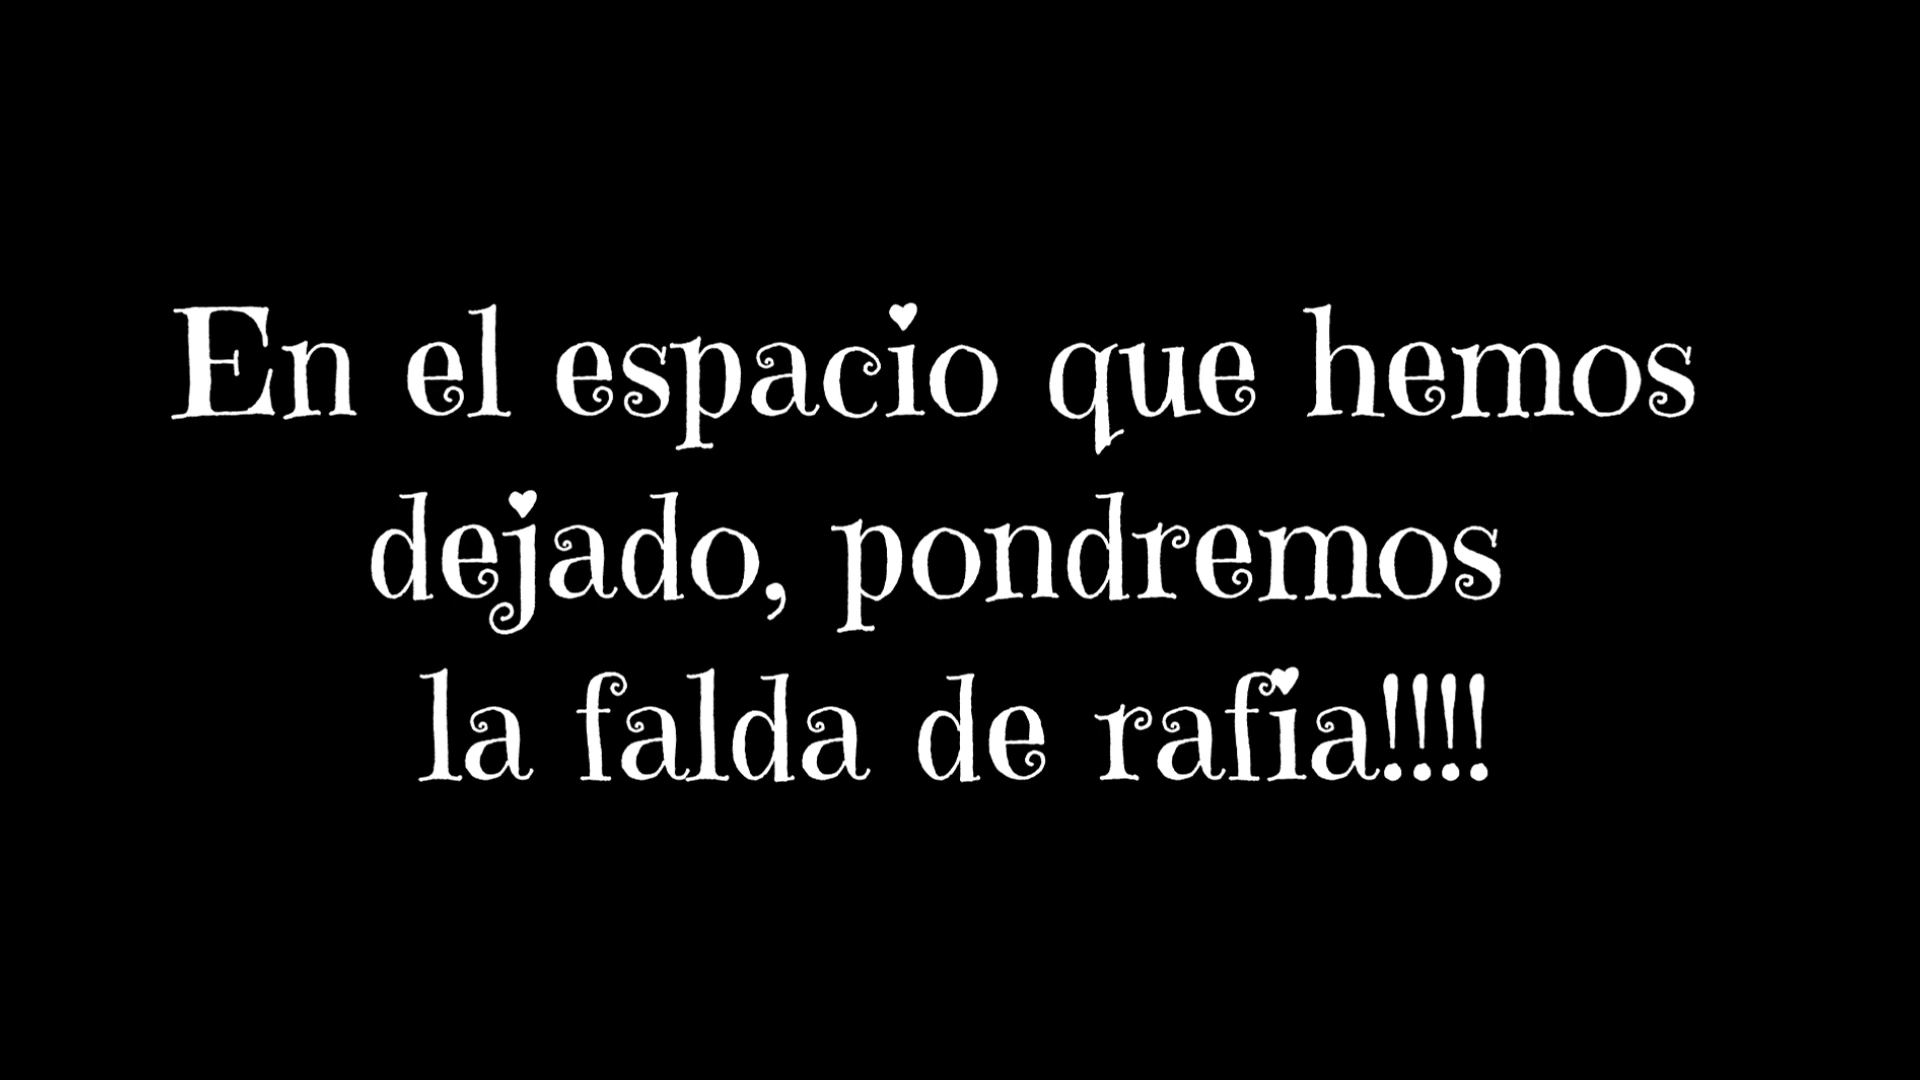 En el espacio que hemos
dejado, pondremos
la falda de rafia!!!!